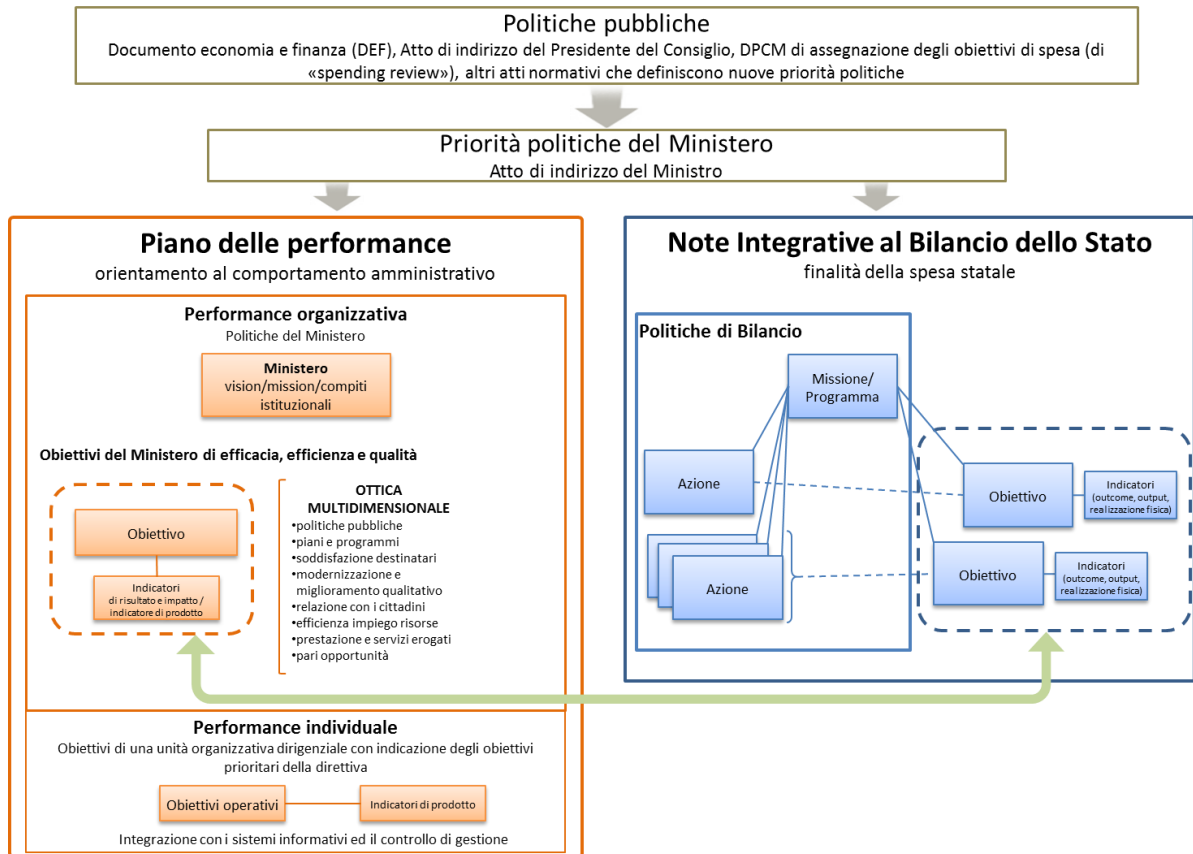 Politiche pubbliche
Documento economia e finanza (DEF), Atto di indirizzo del Presidente del Consiglio, DPCM di assegnazione degli obiettivi di spesa (di
«spending review»), altri atti normativi che definiscono nuove priorità politiche
Priorità politiche del Ministero
Atto di indirizzo del Ministro
Piano delle performance
orientamento al comportamento amministrativo
Performance organizzativa
Politiche del Ministero
Ministero
vision/mission/compiti
istituzionali
Obiettivi del Ministero di efficacia, efficienza e qualità
Obiettivo
Indicatori
di risultato e impatto /
indicatore di prodotto
OTTICA
MULTIDIMENSIONALE
•politiche pubbliche
•piani e programmi
•soddisfazione destinatari
•modernizzazione e
miglioramento qualitativo
•relazione con i cittadini
•efficienza impiego risorse
•prestazione e servizi erogati
•pari opportunità
Performance individuale
Obiettivi di una unità organizzativa dirigenziale con indicazione degli obiettivi
prioritari della direttiva
Obiettivi operativi
Indicatori di prodotto
Integrazione con i sistemi informativi ed il controllo di gestione
Note Integrative al Bilancio dello Stato
finalità della spesa statale
Politiche di Bilancio
Missione/
Programma
Azione
Obiettivo
Indicatori
(outcome, output,
realizzazione fisica)
Azione
Obiettivo
Indicatori
(outcome, output,
realizzazione fisica)